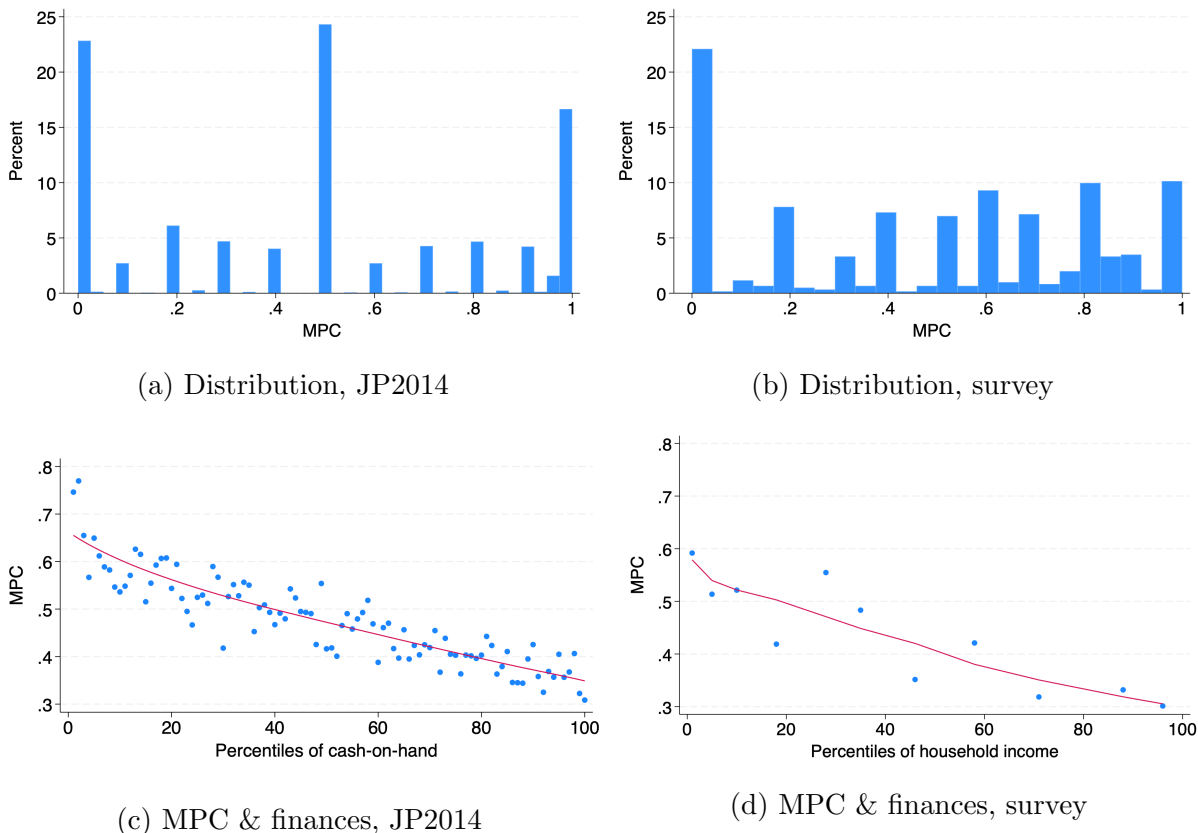 25
20
15
10
5
0
Percent
0 .2 .4 .6 .8 1
MPC
(a) Distribution, JP2014
25
20
15
10
5
0
Percent
0 .2 .4 .6 .8 1
MPC
(b) Distribution, survey
.8
.7
.6
.5
.4
.3
MPC
0 20 40 60 80 100
Percentiles of cash-on-hand
(c) MPC & finances, JP2014
.8
.7
.6
.5
.4
.3
MPC
0 20 40 60 80 100
Percentiles of household income
(d) MPC & finances, survey